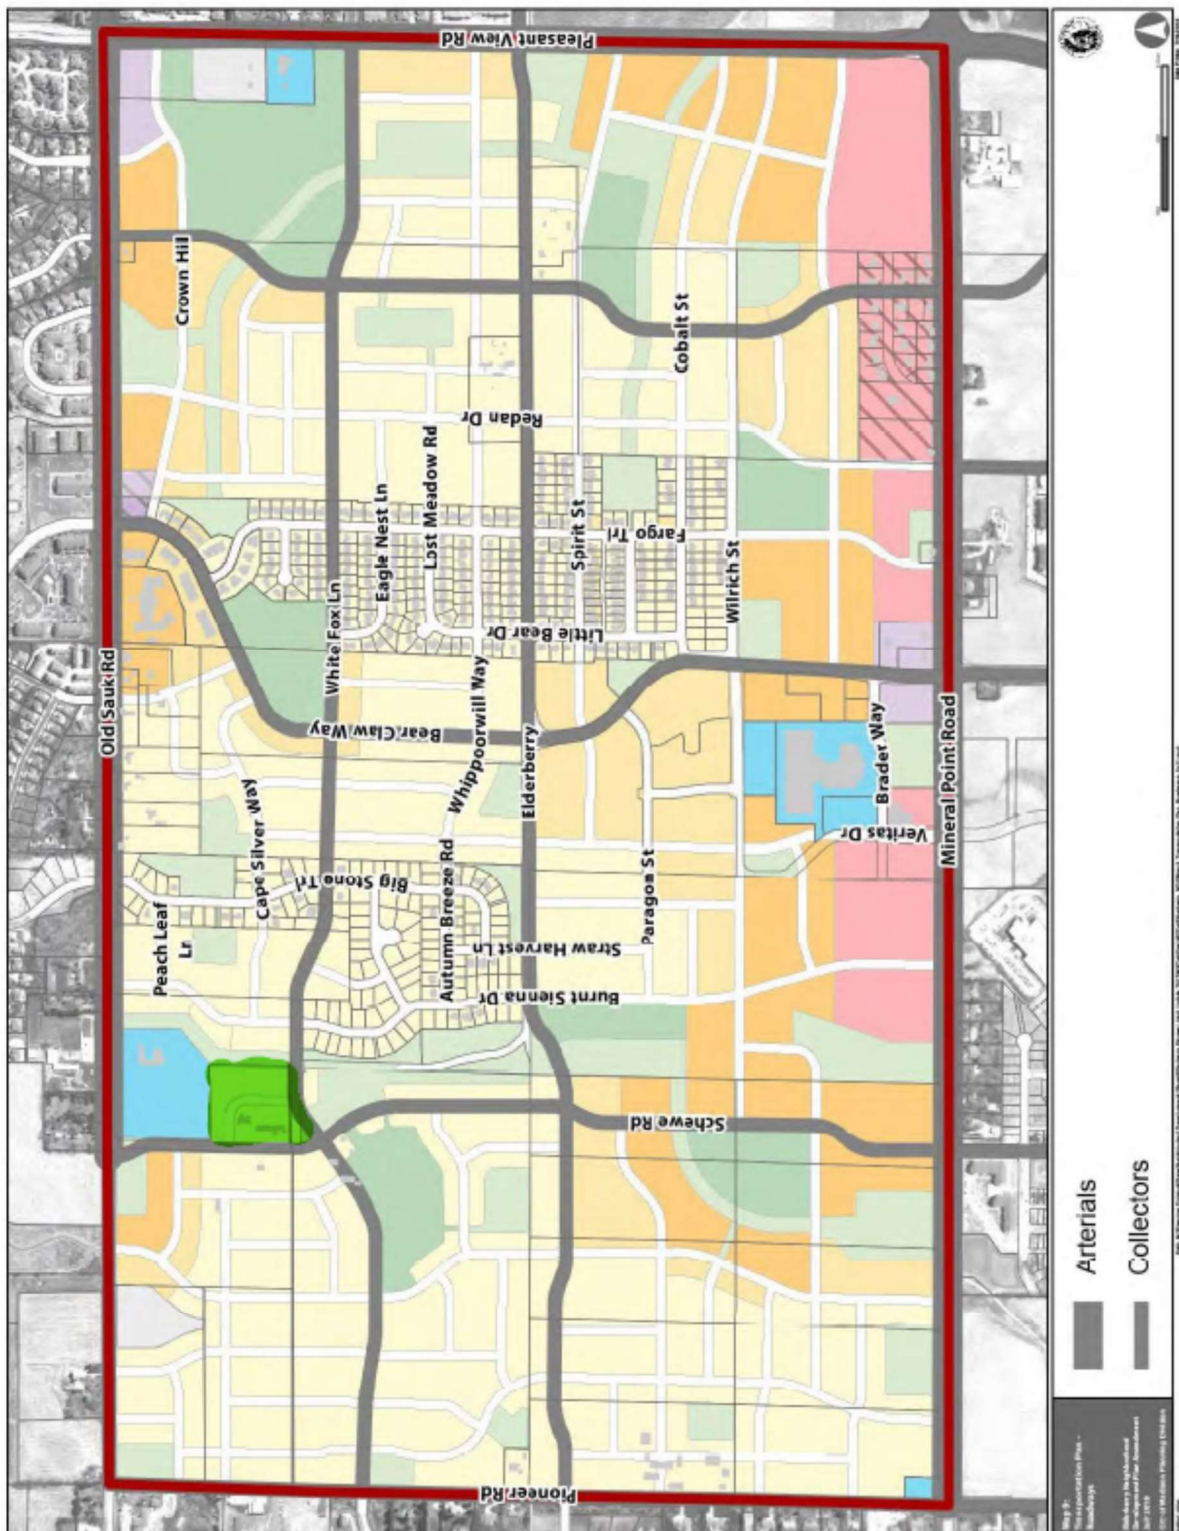 Pleasant View Rd
Crown Hil
Cobalt St
Redan Dr
Lost Meadow Rd
Eagle Nest Ln
Spirit St
Fargo Trl
Wilrich St
Old Sauk Rd
White Fox Ln
Little Bear Dr
Bear Claw Way
Whippoorwill Way
Elderberry
Brader Way
Veritas Dr
Mineral Point Road
Cape Silver Way
Big Stone Trl
Autumn Breeze Rd
Paragon St
Peach Leaf
Lr
Straw Harvest Ln
Burnt Sienna Dr
Schewe Rd
Pioneer Rd
Arterials
Collectors